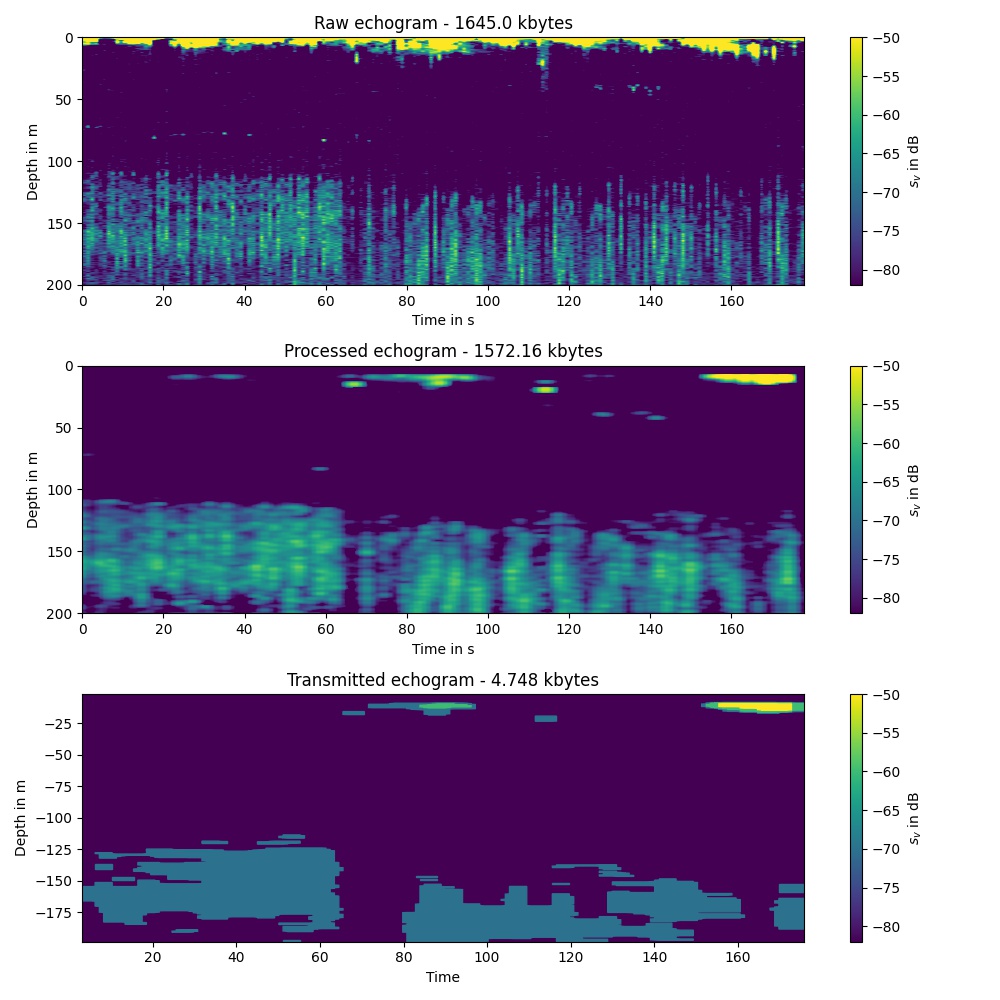 Raw echogram - 1645.0 kbytes
0
50
100
150
200
Depth in m
0 20 40 60 80 100 120 140 160
Time in s
−50
−55
−60
−65
−70
−75
−80
sv in dB
Processed echogram - 1572.16 kbytes
0
50
100
150
200
Depth in m
0 20 40 60 80 100 120 140 160
Time in s
−50
−55
−60
−65
−70
−75
−80
sv in dB
Transmitted echogram - 4.748 kbytes
−25
−50
−75
−100
−125
−150
−175
Depth in m
20 40 60 80 100 120 140 160
Time
−50
−55
−60
−65
−70
−75
−80
sv in dB